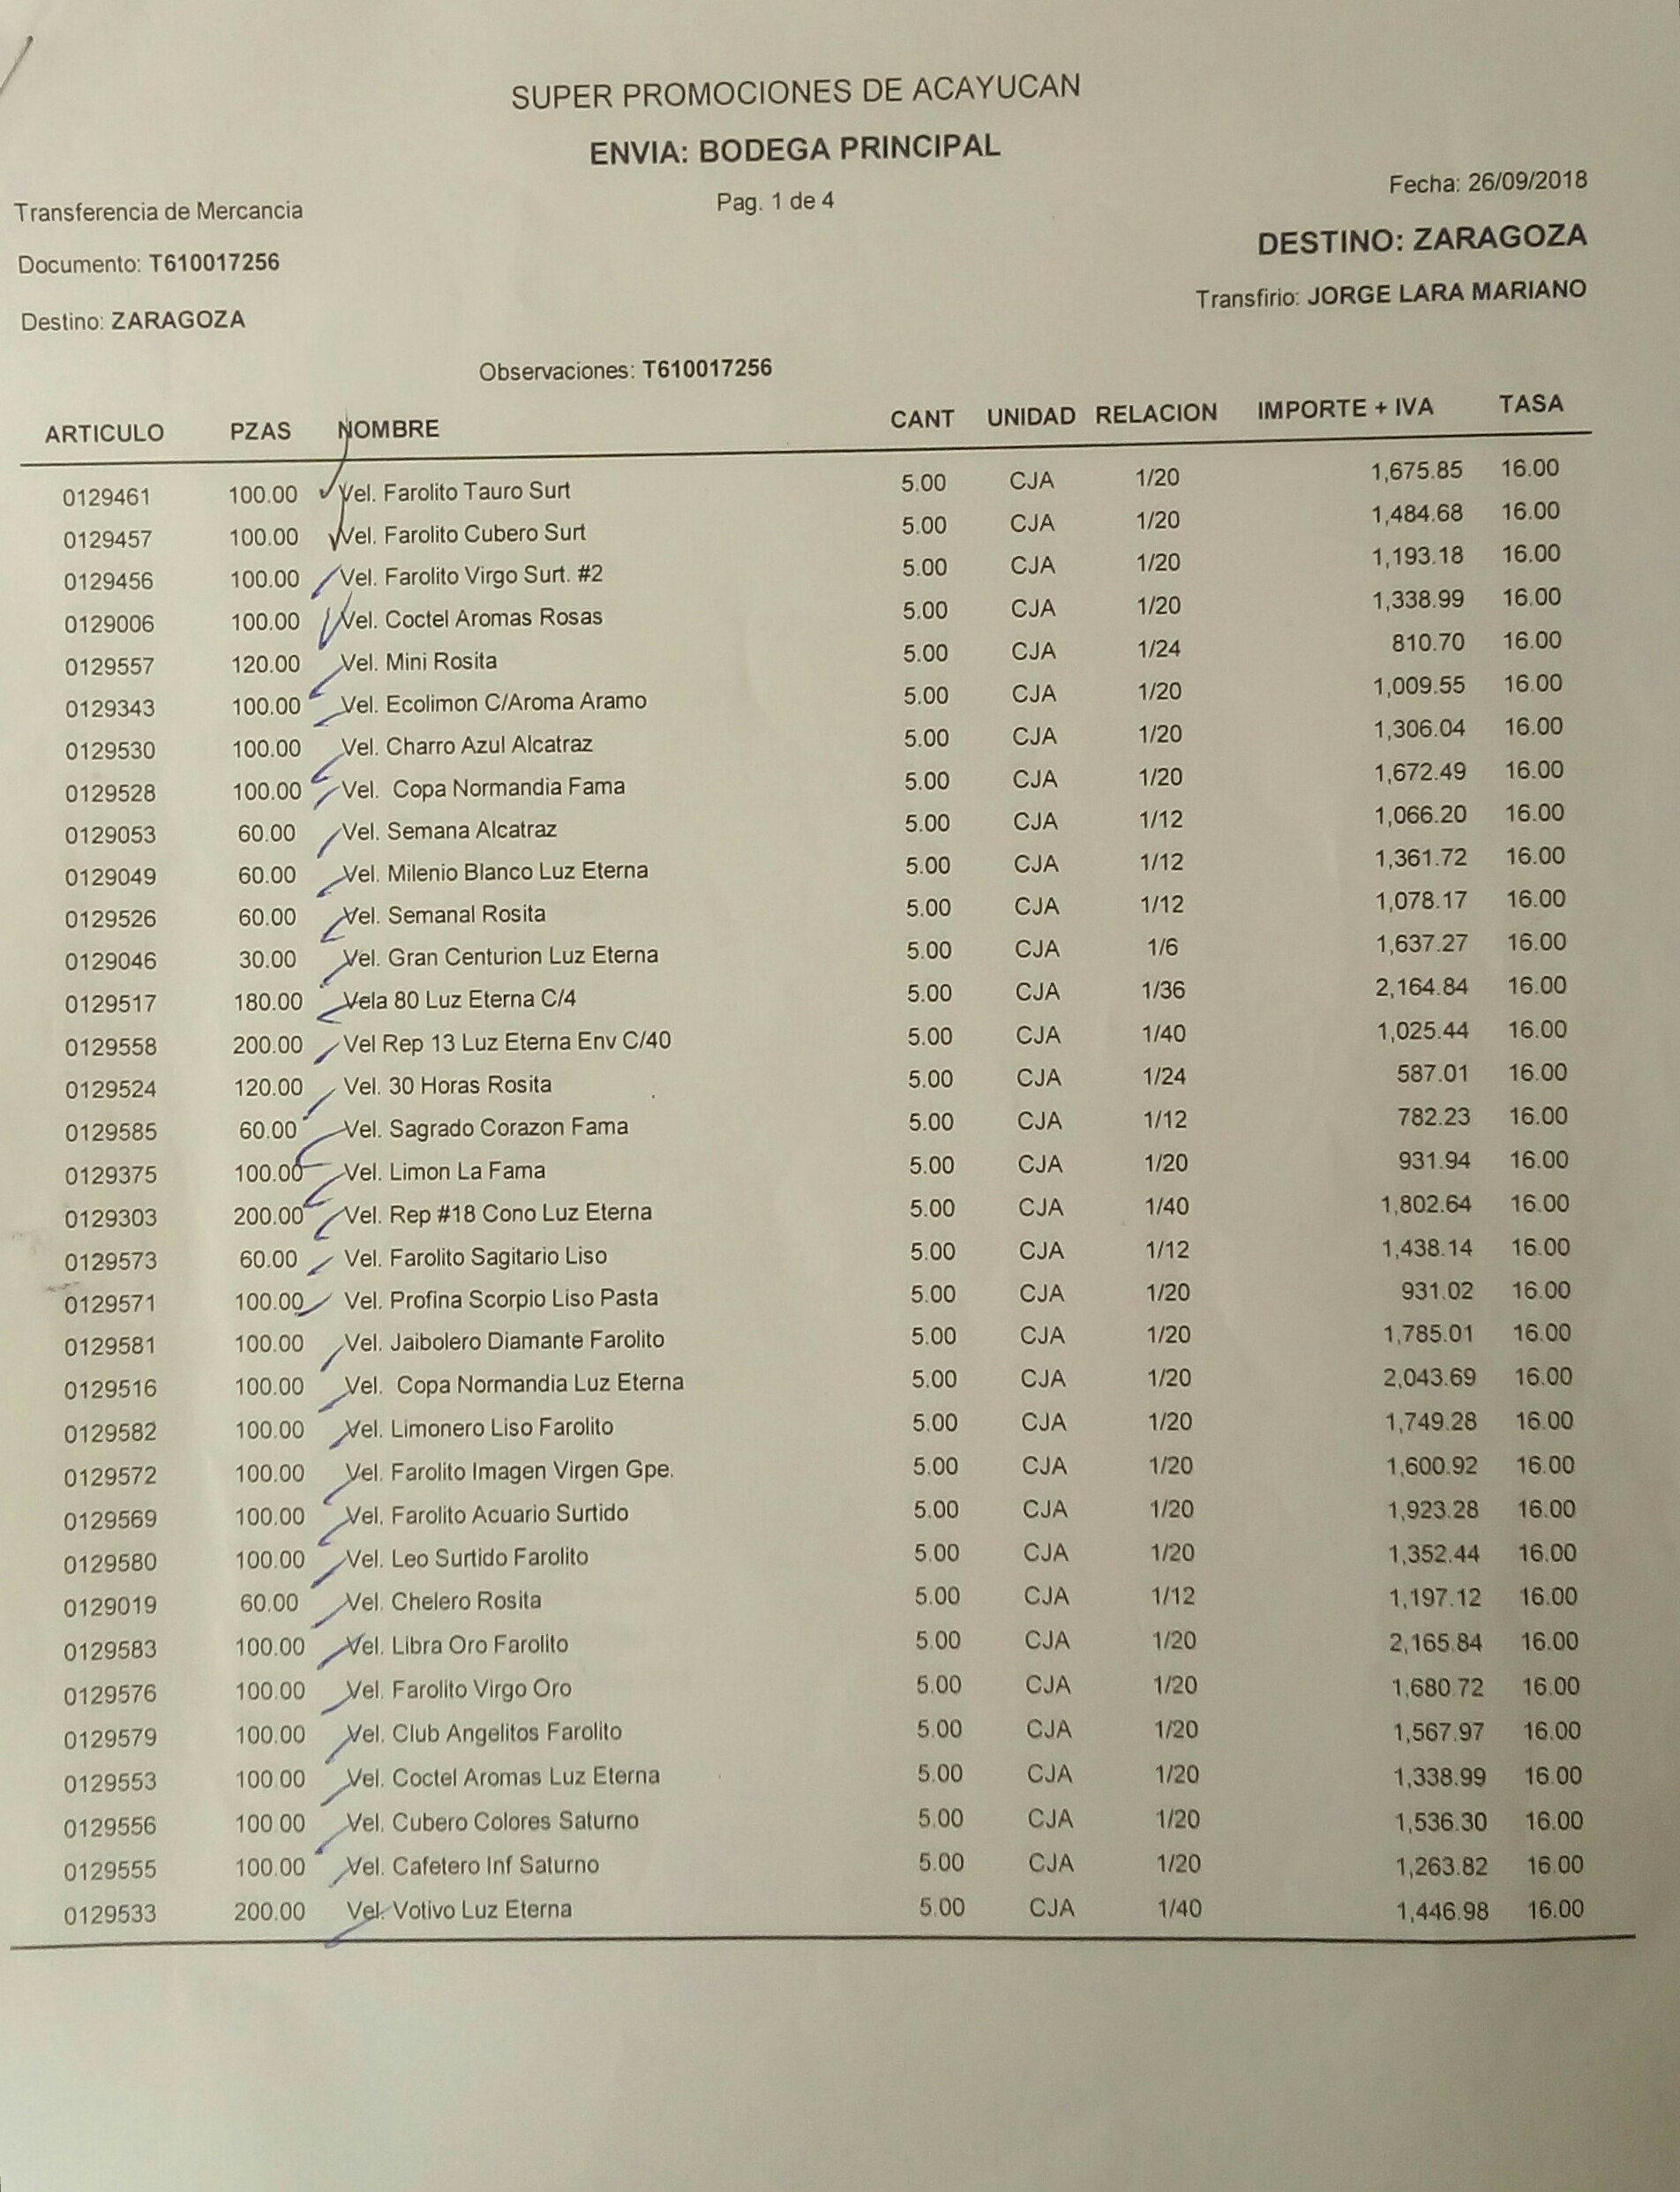 SUPER PROMOCIONES DE ACAYUCAN
ENVIA: BODEGA PRINCIPAL
Pag. 1 de 4
Fecha: 26/09/2018
Transferencia de Mercancia
DESTINO: ZARAGOZA
Documento: T610017256
Transfirio: JORGE LARA MARIANO
Destino: ZARAGOZA
Observaciones: T610017256
ARTICULO PZAS NOMBRE CANT UNIDAD RELACION IMPORTE + IVA TASA
0129461 100.00 Vel. Farolito Tauro Surt 5.00 CJA 1/20 1,675.85 16.00
0129457 100.00 Vel. Farolito Cubero Surt 5.00 CJA 1/20 1,484.68 16.00
0129456 100.00 Vel. Farolito Virgo Surt. #2 5.00 CJA 1/20 1,193.18 16.00
0129006 100.00 Vel. Coctel Aromas Rosas 5.00 CJA 1/20 1,338.99 16.00
0129557 120.00 Vel. Mini Rosita 5.00 CJA 1/24 810.70 16.00
0129343 100.00 Vel. Ecolimon C/Aroma Aramo 5.00 CJA 1/20 1,009.55 16.00
0129530 100.00 Vel. Charro Azul Alcatraz 5.00 CJA 1/20 1,306.04 16.00
0129528 100.00 Vel. Copa Normandia Fama 5.00 CJA 1/20 1,672.49 16.00
0129053 60.00 Vel. Semana Alcatraz 5.00 CJA 1/12 1,066.20 16.00
0129049 60.00 Vel. Milenio Blanco Luz Eterna 5.00 CJA 1/12 1,361.72 16.00
0129526 60.00 Vel. Semanal Rosita 5.00 CJA 1/12 1,078.17 16.00
0129046 30.00 Vel. Gran Centurion Luz Eterna 5.00 CJA 1/6 1,637.27 16.00
0129517 180.00 Vela 80 Luz Eterna C/4 5.00 CJA 1/36 2,164.84 16.00
0129558 200.00 Vel Rep 13 Luz Eterna Env C/40 5.00 CJA 1/40 1,025.44 16.00
0129524 120.00 Vel. 30 Horas Rosita 5.00 CJA 1/24 587.01 16.00
0129585 60.00 Vel. Sagrado Corazon Fama 5.00 CJA 1/12 782.23 16.00
0129375 100.00 Vel. Limon La Fama 5.00 CJA 1/20 931.94 16.00
0129303 200.00 Vel. Rep #18 Cono Luz Eterna 5.00 CJA 1/40 1,802.64 16.00
0129573 60.00 Vel. Farolito Sagitario Liso 5.00 CJA 1/12 1,438.14 16.00
0129571 100.00 Vel. Profina Scorpio Liso Pasta 5.00 CJA 1/20 931.02 16.00
0129581 100.00 Vel. Jaibolero Diamante Farolito 5.00 CJA 1/20 1,785.01 16.00
0129516 100.00 Vel. Copa Normandia Luz Eterna 5.00 CJA 1/20 2,043.69 16.00
0129582 100.00 Vel. Limonero Liso Farolito 5.00 CJA 1/20 1,749.28 16.00
0129572 100.00 Vel. Farolito Imagen Virgen Gpe. 5.00 CJA 1/20 1,600.92 16.00
0129569 100.00 Vel. Farolito Acuario Surtido 5.00 CJA 1/20 1,923.28 16.00
0129580 100.00 Vel. Leo Surtido Farolito 5.00 CJA 1/20 1,352.44 16.00
0129019 60.00 Vel. Chelero Rosita 5.00 CJA 1/12 1,197.12 16.00
0129583 100.00 Vel. Libra Oro Farolito 5.00 CJA 1/20 2,165.84 16.00
0129576 100.00 Vel. Farolito Virgo Oro 5.00 CJA 1/20 1,680.72 16.00
0129579 100.00 Vel. Club Angelitos Farolito 5.00 CJA 1/20 1,567.97 16.00
0129553 100.00 Vel. Coctel Aromas Luz Eterna 5.00 CJA 1/20 1,338.99 16.00
0129556 100.00 Vel. Cubero Colores Saturno 5.00 CJA 1/20 1,536.30 16.00
0129555 100.00 Vel. Cafetero Inf Saturno 5.00 CJA 1/20 1,263.82 16.00
0129533 200.00 Vel. Votivo Luz Eterna 5.00 CJA 1/40 1,446.98 16.00